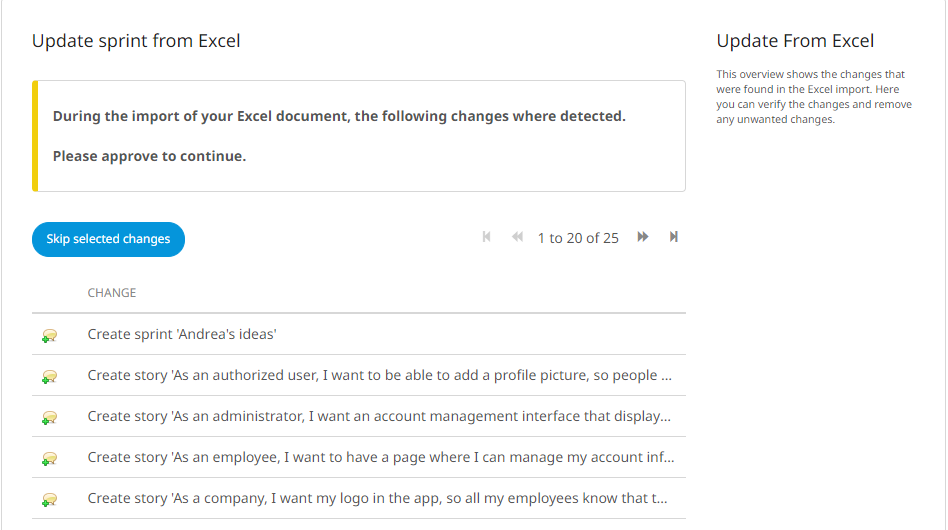 Update sprint from Excel
During the import of your Excel document, the following changes where detected.
Please approve to continue.
Skip selected changes
1 to 20 of 25
CHANGE
Create sprint 'Andrea's ideas'
Create story 'As an authorized user, I want to be able to add a profile picture, so people ...
Create story 'As an administrator, I want an account management interface that display...
Create story 'As an employee, I want to have a page where I can manage my account inf...
Create story 'As a company, I want my logo in the app, so all my employees know that t...
Update From Excel
This overview shows the changes that
were found in the Excel import. Here
you can verify the changes and remove
any unwanted changes.